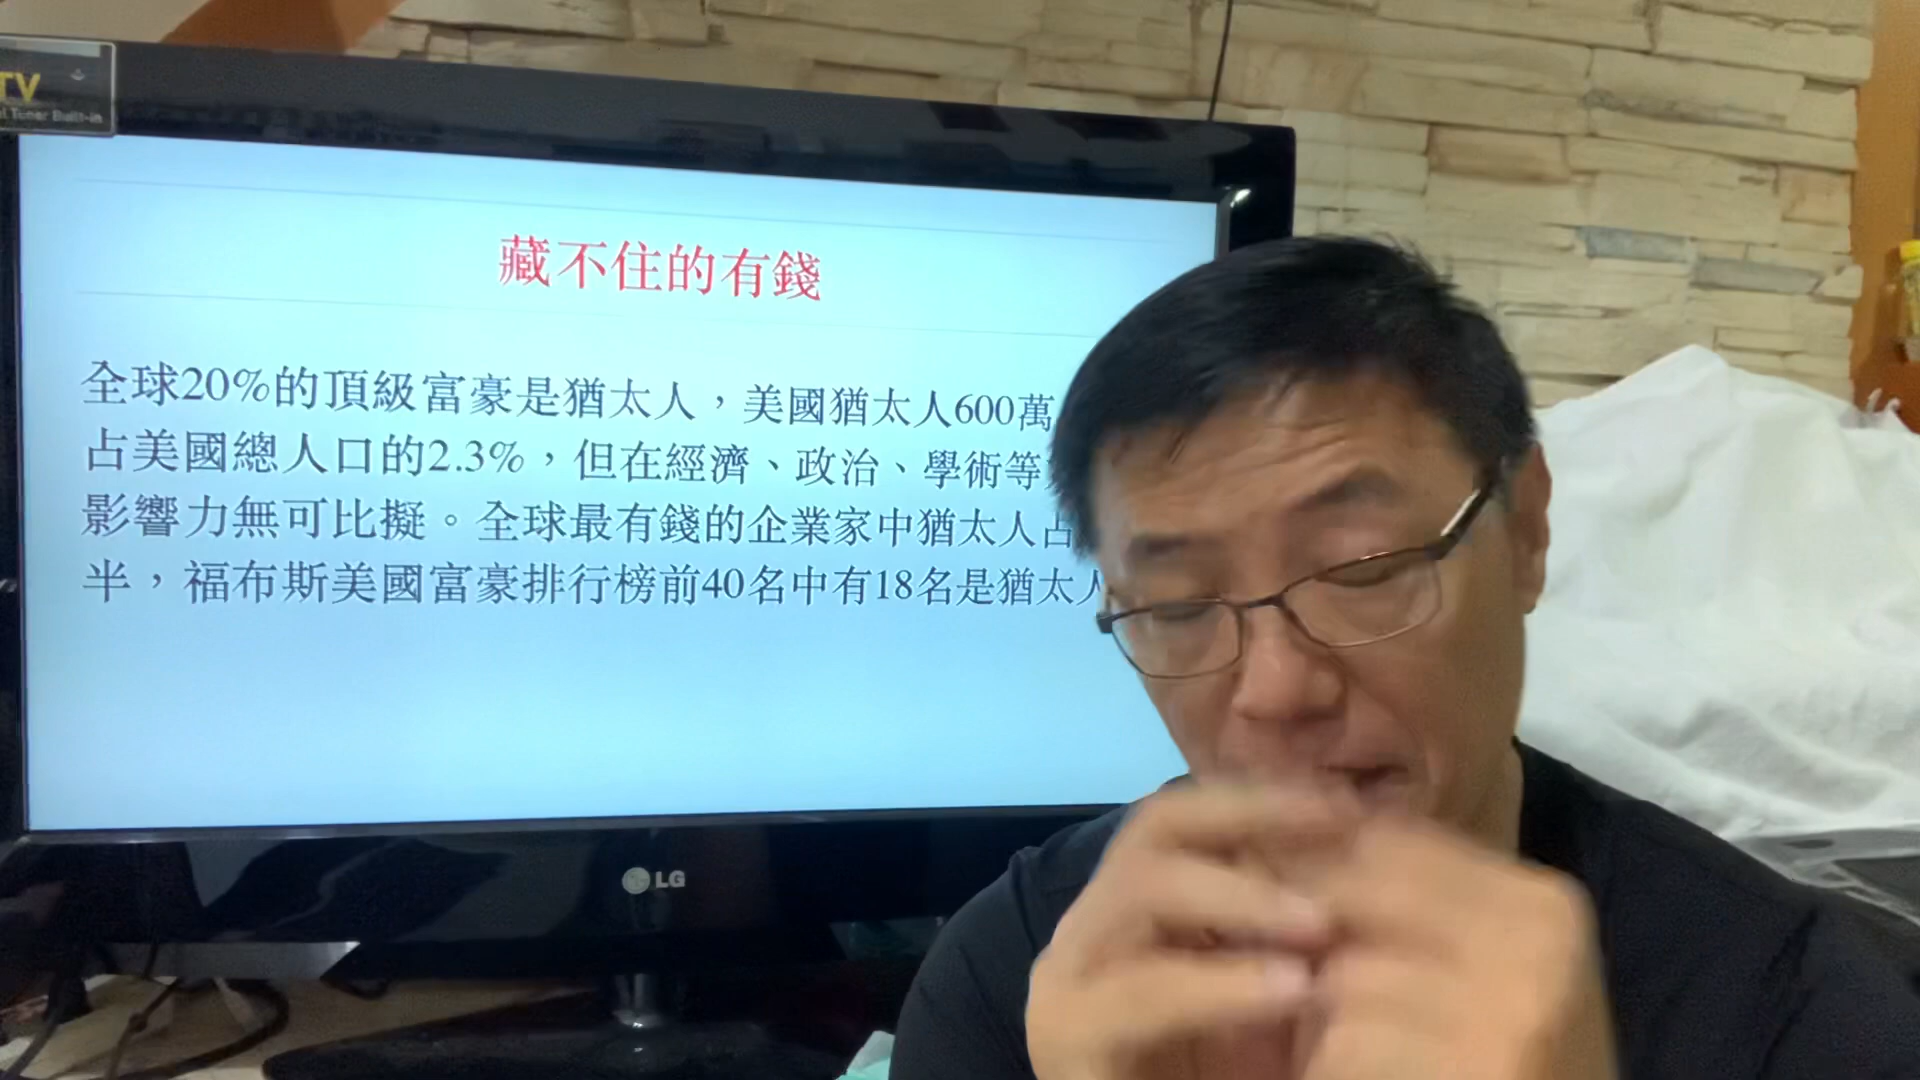 TV
Tuner Built-in
藏不住的有錢
全球20%的頂級富豪是猶太人，美國猶太人600萬
占美國總人口的2.3%，但在經濟、政治、學術等
影響力無可比擬。全球最有錢的企業家中猶太人占
半，福布斯美國富豪排行榜前40名中有18名是猶太人
LG